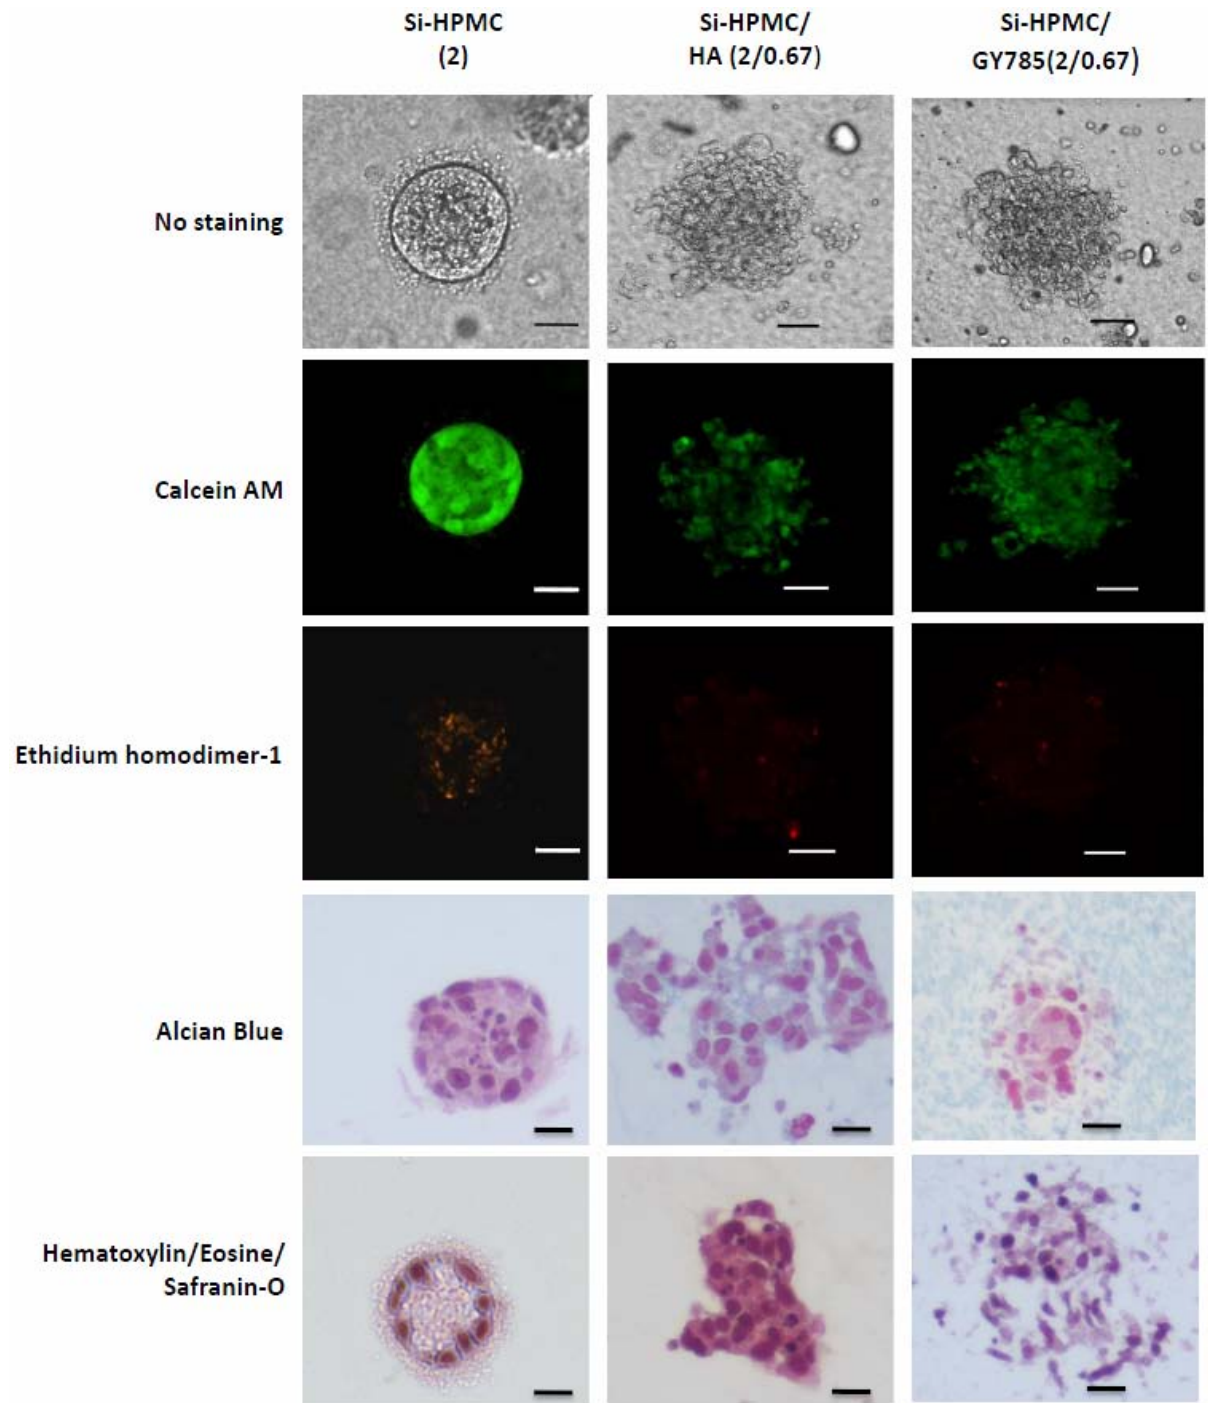 Si-HPMC
(2)
Si-HPMC/
HA (2/0.67)
Si-HPMC/
GY785(2/0.67)
No staining
Calcein AM
Ethidium homodimer-1
Alcian Blue
Hematoxylin/Eosine/
Safranin-O